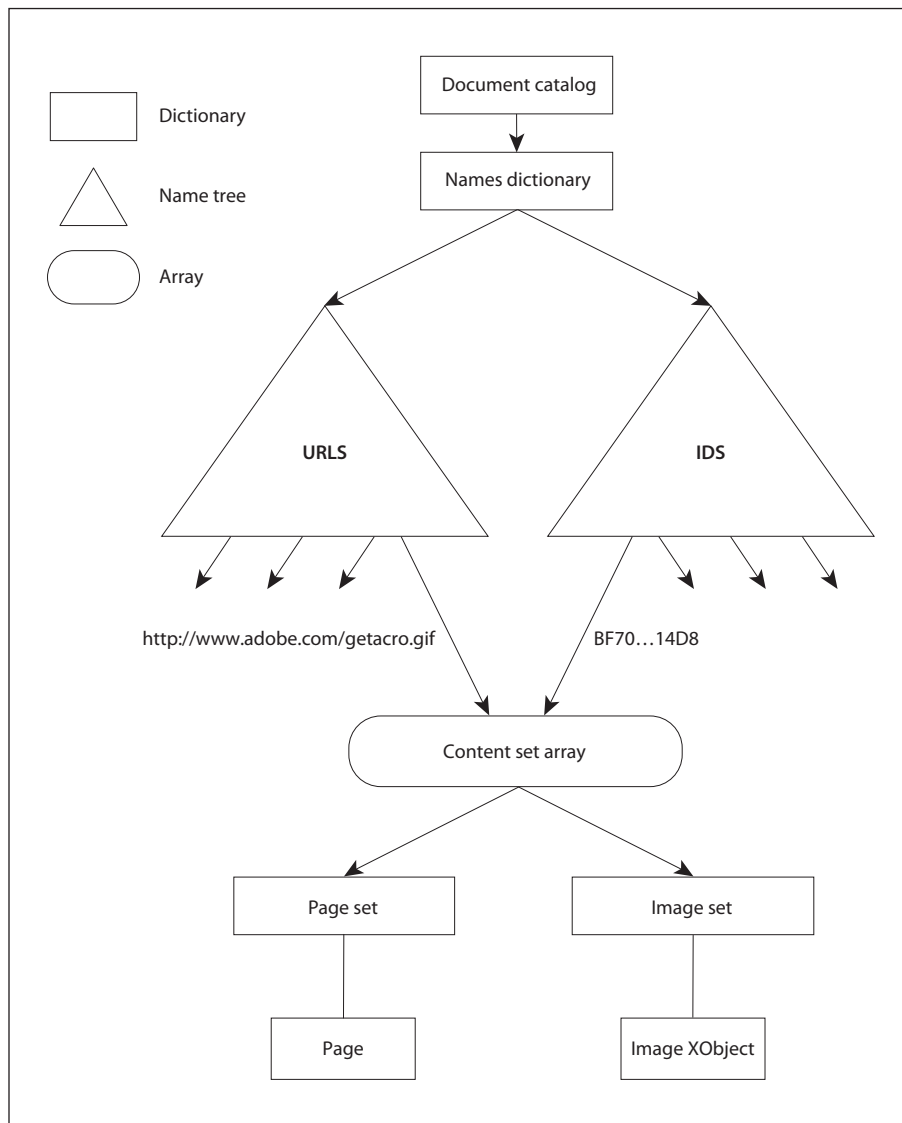 Document catalog
Dictionary
Names dictionary
Name tree
Array
URLS
IDS
http://www.adobe.com/getacro.gif
BF70…14D8
Content set array
Page set
Image set
Page
Image XObject